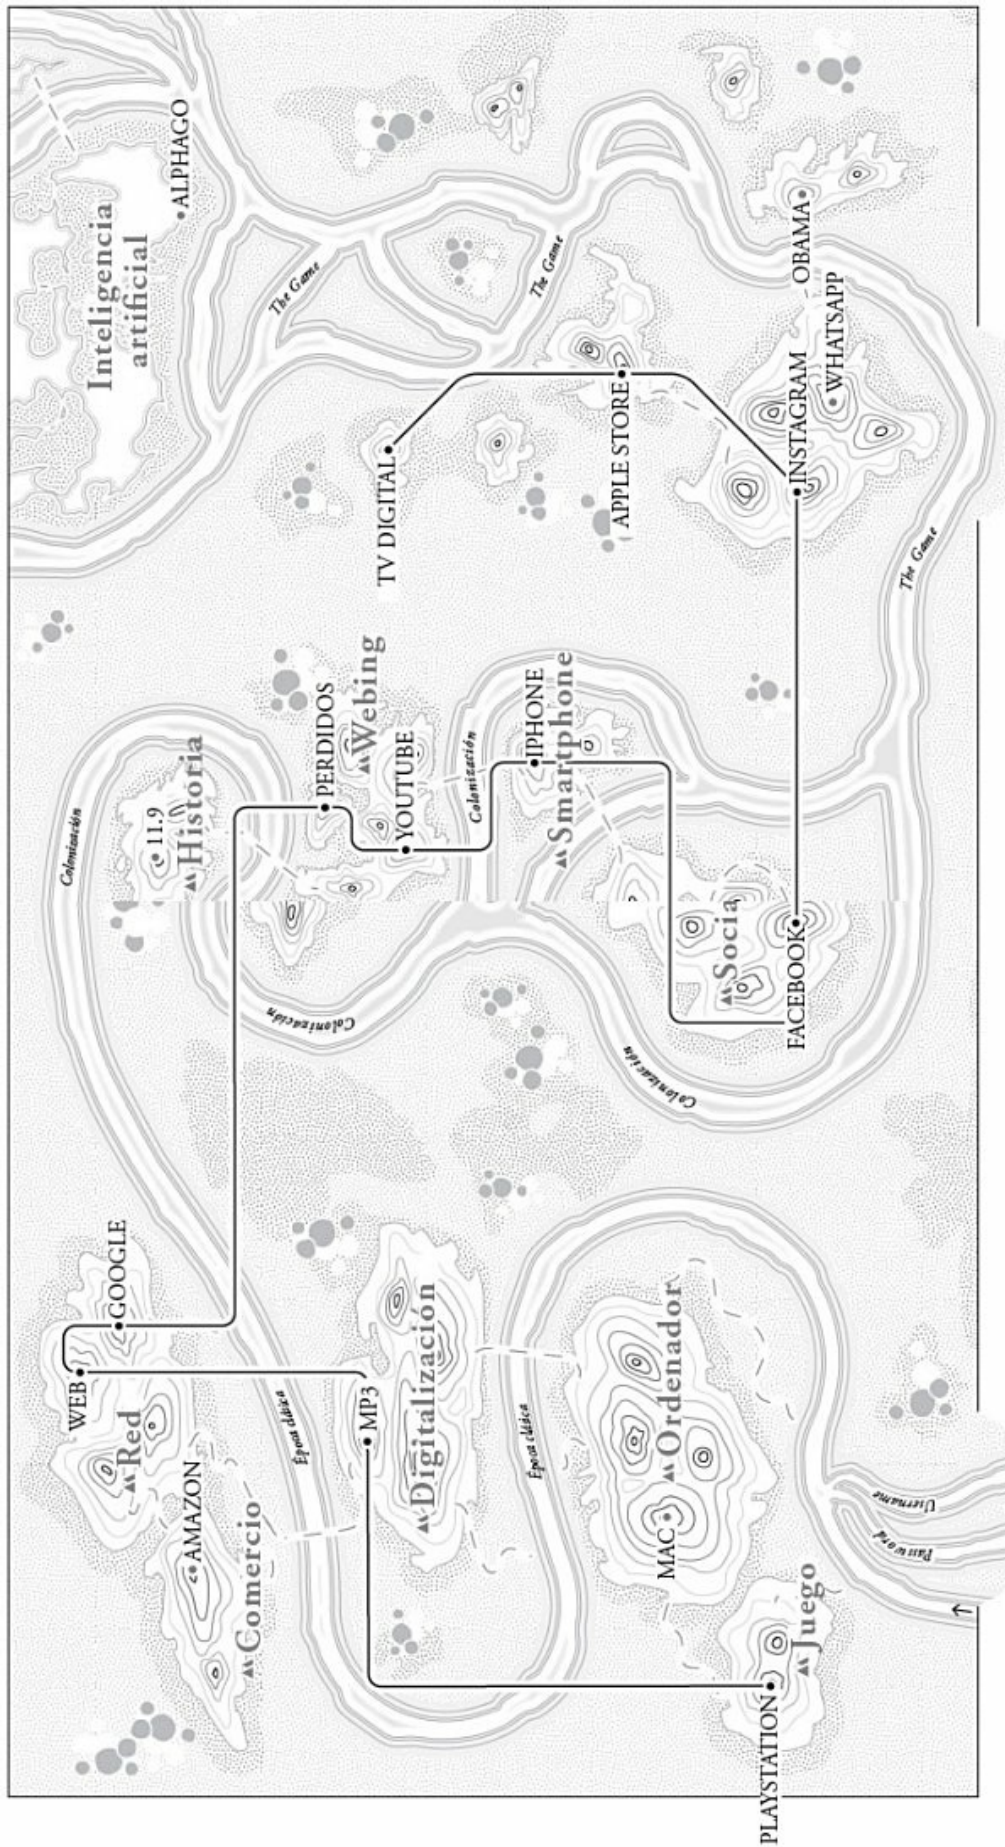 WEB
GOOGLE
Red
AMAZON
Comercio
Época clásica
Colonización
MP3
Digitalización
Época clásica
Colonización
MAC
Ordenador
Socia
FACEBOOK
PLAYSTATION
Juego
Password
Username
Colonización
11.9
Historia
Inteligencia
artificial
ALPHAGO
The Game
PERDIDOS
Webing
YOUTUBE
TV DIGITAL
Colonización
The Game
IPHONE
Smartphone
APPLE STORE
INSTAGRAM
OBAMA
WHATSAPP
The Game